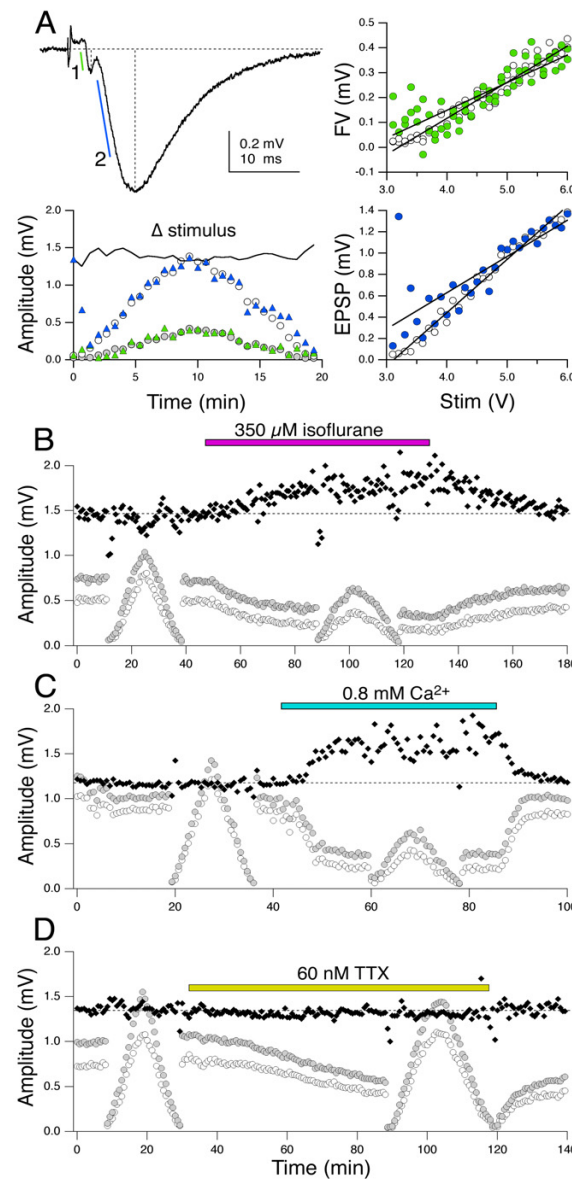 A
1
2
0.2 mV
10 ms
0.5
0.4
0.3
0.2
0.1
0.0
-0.1
FV (mV)
3.0 4.0 5.0 6.0
2.0
1.5
1.0
0.5
0.0
Amplitude (mV)
Δ stimulus
0 5 10 15 20
Time (min)
1.4
1.2
1.0
0.8
0.6
0.4
0.2
0.0
EPSP (mV)
3.0 4.0 5.0 6.0
Stim (V)
B
350 µM isoflurane
2.0
1.5
1.0
0.5
0.0
Amplitude (mV)
0 20 40 60 80 100 120 140 160 180
C
0.8 mM Ca2+
2.0
1.5
1.0
0.5
0.0
Amplitude (mV)
0 20 40 60 80 100
D
60 nM TTX
2.0
1.5
1.0
0.5
0.0
Amplitude (mV)
0 20 40 60 80 100 120 140
Time (min)